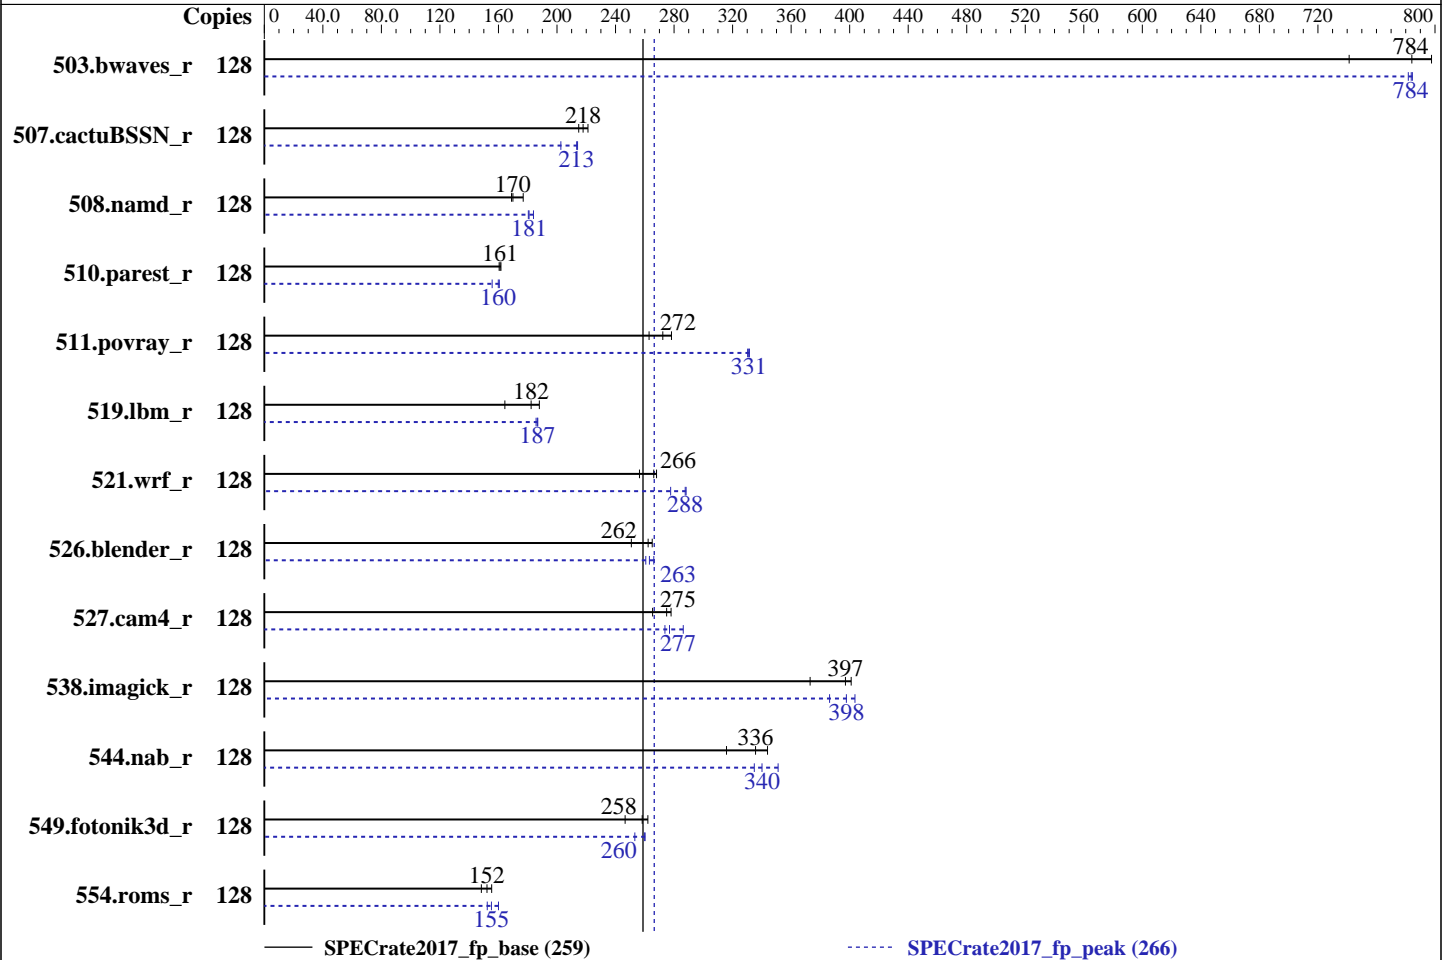 Copies 0 40.0 80.0 120 160 200 240 280 320 360 400 440 480 520 560 600 640 680 720 800
503.bwaves_r 128 784
784
507.cactuBSSN_r 128 218
213
508.namd_r 128 170
181
510.parest_r 128 161
160
511.povray_r 128 272
331
519.lbm_r 128 182
187
521.wrf_r 128 266
288
526.blender_r 128 262
263
527.cam4_r 128 275
277
538.imagick_r 128 397
398
544.nab_r 128 336
340
549.fotonik3d_r 128 258
260
554.roms_r 128 152
155
SPECrate2017_fp_base (259) SPECrate2017_fp_peak (266)